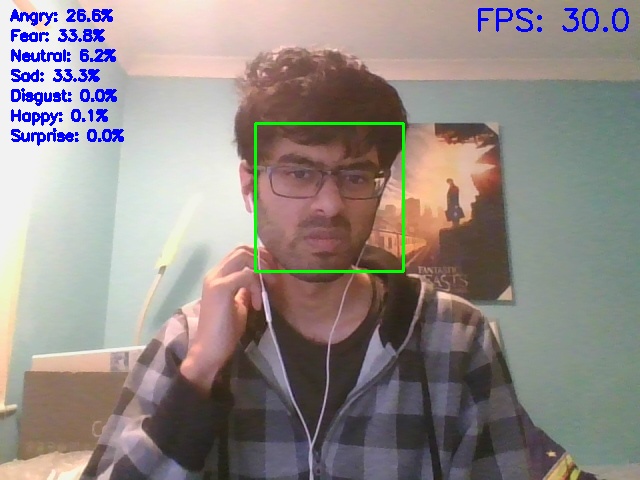 Angry: 26.6%
Fear: 33.8%
Neutral: 6.2%
Sad: 33.3%
Disgust: 0.0%
Happy: 0.1%
Surprise: 0.0%
FPS: 30.0
FANTASTIC
BEASTS